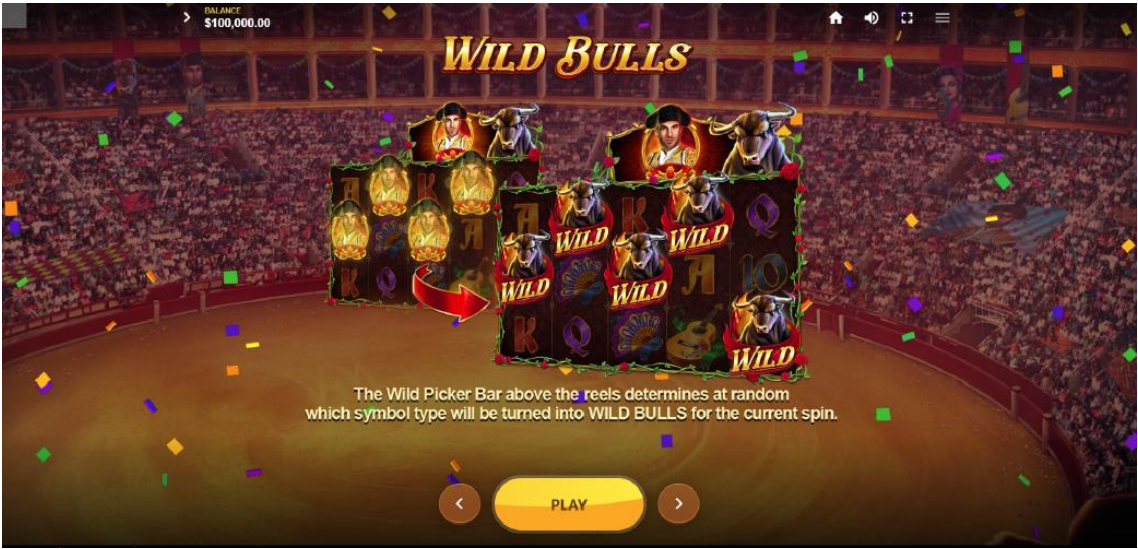 BALANCE
$100,000.00
WILD BULLS
A
K
A
K
A
K
Q
WILD
WILD
WILD
WILD
A
10
K
Q
WILD
The Wild Picker Bar above the reels determines at random
which symbol type will be turned into WILD BULLS for the current spin.
PLAY